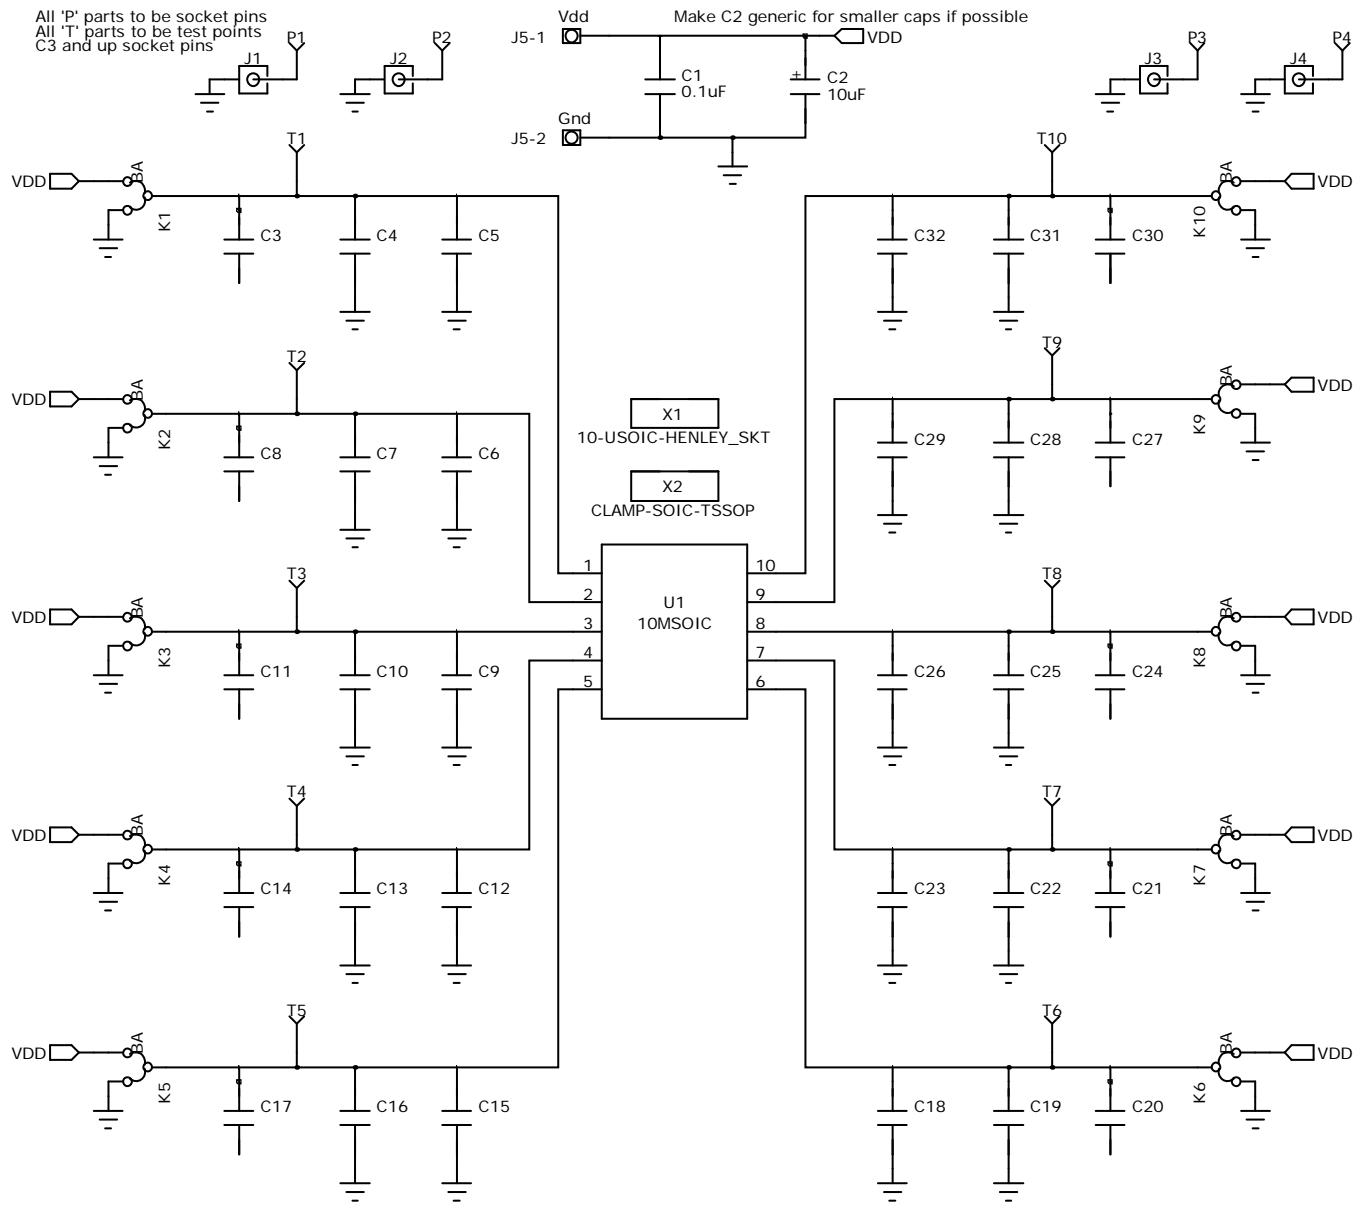 All 'P' parts to be socket pins
All 'T' parts to be test points
C3 and up socket pins
P1
J1
P2
J2
Vdd
Make C2 generic for smaller caps if possible
J5-1
VDD
C1
0.1uF
+
C2
10uF
Gnd
J5-2
P3
J3
P4
J4
T1
VDD
BA
K1
C3
C4
C5
T10
VDD
BA
K10
C32
C31
C30
T2
VDD
BA
K2
C8
C7
C6
T9
VDD
BA
K9
C29
C28
C27
X1
10-USOIC-HENLEY_SKT
X2
CLAMP-SOIC-TSSOP
U1
10MSOIC
1
2
3
4
5
10
9
8
7
6
T3
VDD
BA
K3
C11
C10
C9
T8
VDD
BA
K8
C26
C25
C24
T4
VDD
BA
K4
C14
C13
C12
T7
VDD
BA
K7
C23
C22
C21
T5
VDD
BA
K5
C17
C16
C15
T6
VDD
BA
K6
C18
C19
C20